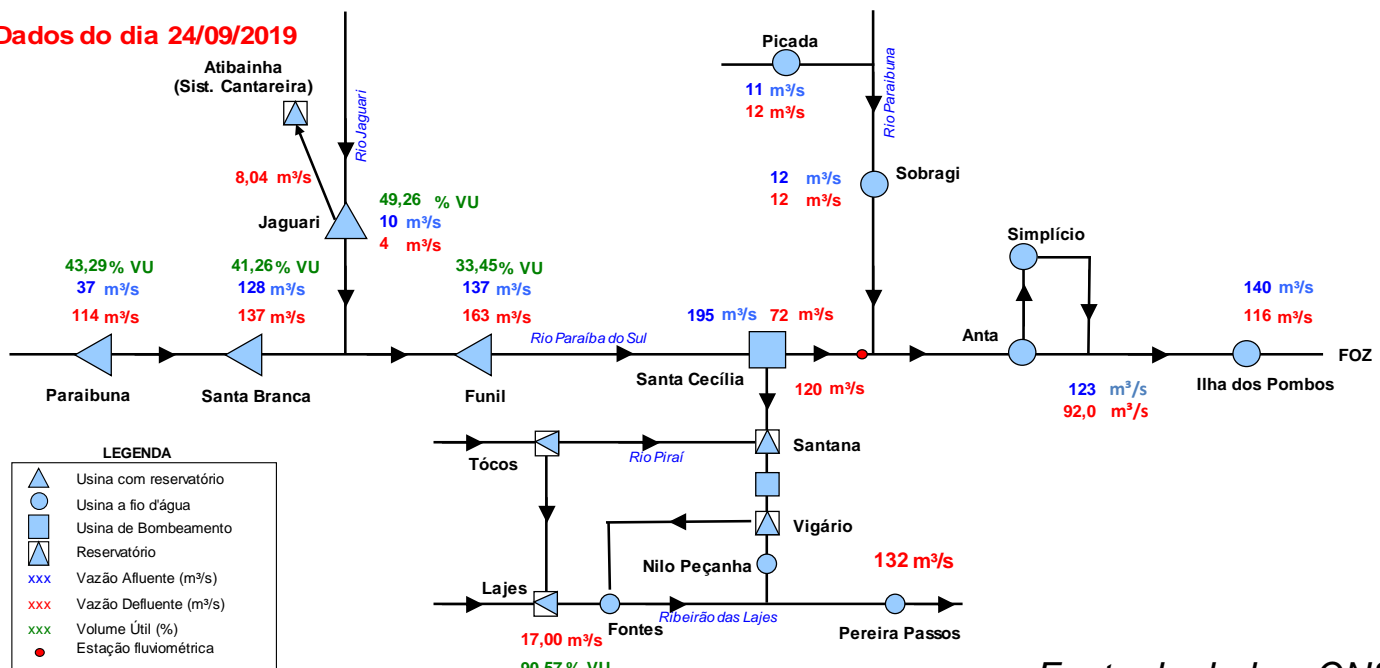 Dados do dia 24/09/2019
Atibainha
(Sist. Cantareira)
Rio Jaguari
8,04 m³/s
Jaguari
49,26 % VU
10 m³/s
4 m³/s
Picada
11 m³/s
12 m³/s
Rio Paraibuna
Sobragi
12 m³/s
12 m³/s
43,29% VU
37 m³/s
114 m³/s
Paraibuna
41,26% VU
128 m³/s
137 m³/s
Santa Branca
33,45% VU
137 m³/s
163 m³/s
Funil
Rio Paraíba do Sul
195 m³/s 72 m³/s
Santa Cecília
120 m³/s
Simplício
Anta
123 m³/s
92,0 m³/s
140 m³/s
116 m³/s
Ilha dos Pombos
FOZ
Tócos
Rio Piraí
Santana
Vigário
Nilo Peçanha
132 m³/s
Lajes
Fontes
Ribeirão das Lajes
Pereira Passos
17,00 m³/s
90,57% VU
LEGENDA
Usina com reservatório
Usina a fio d'água
Usina de Bombeamento
Reservatório
xxx Vazão Afluente (m³/s)
xxx Vazão Defluente (m³/s)
xxx Volume Útil (%)
Estação fluviométrica